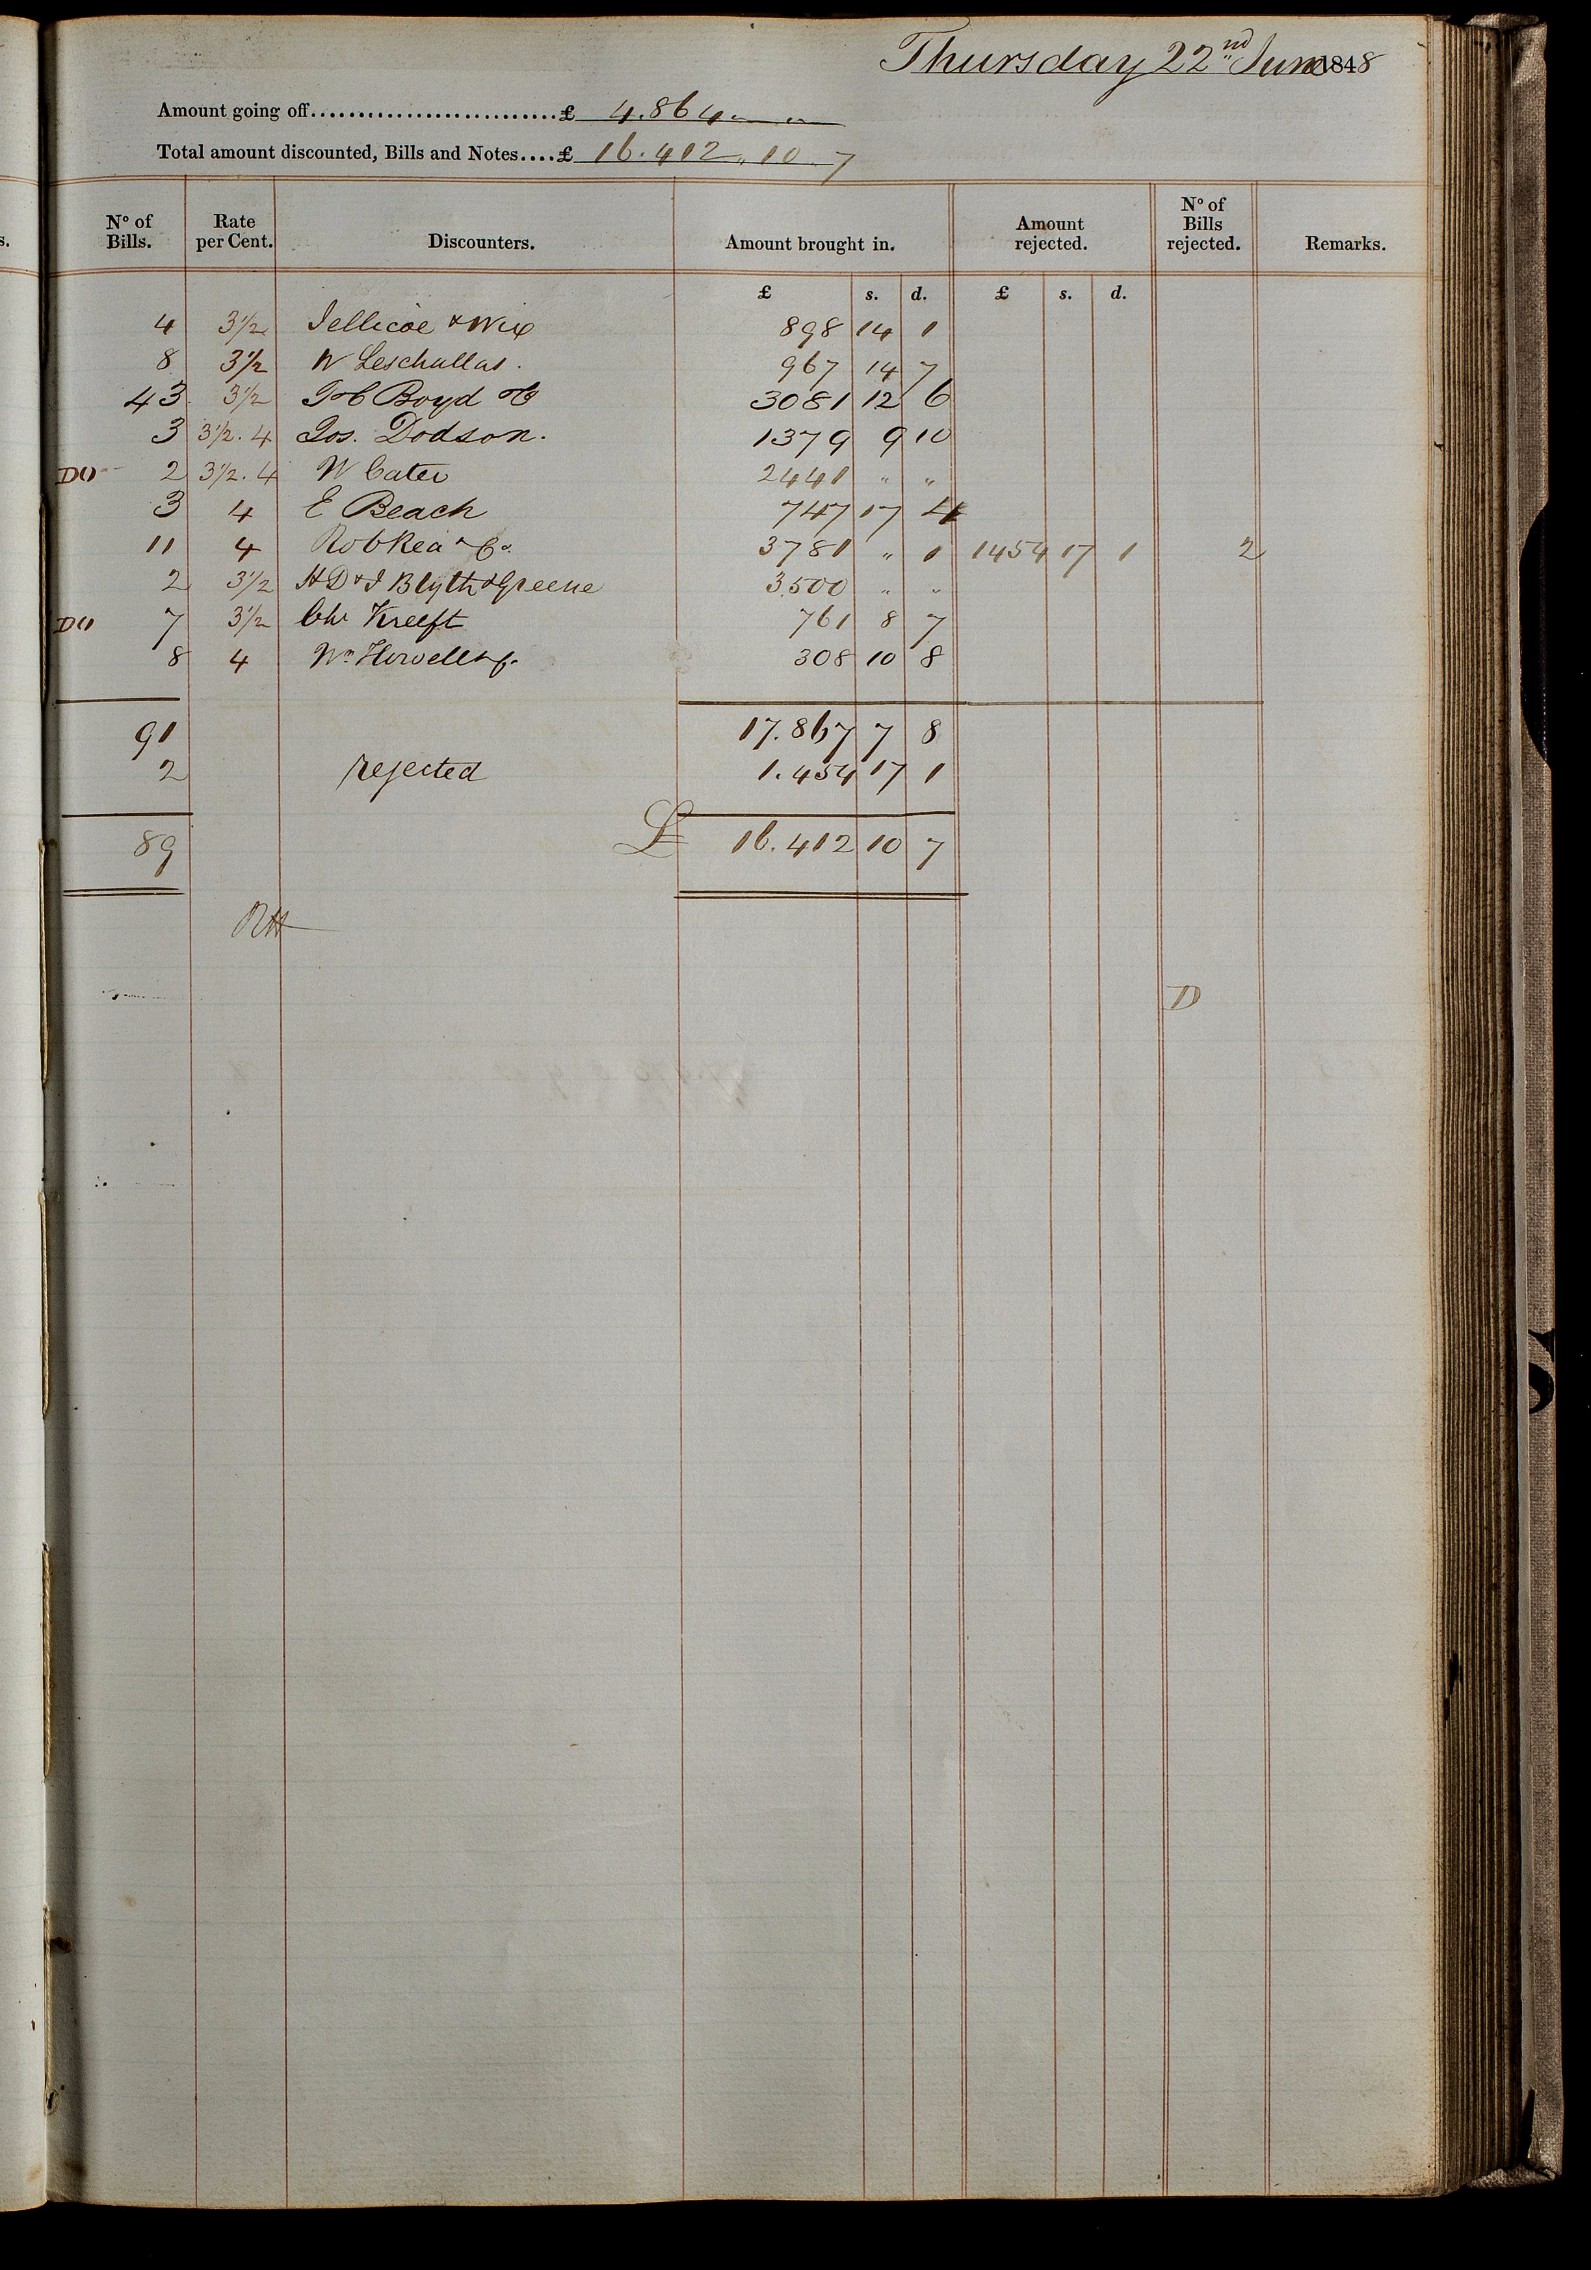 Thursday 22nd June 1848
Amount going off..........................£ 4.864 " "
Total amount discounted, Bills and Notes....£ 16.412 " 10 . 7
s.
No of Bills. Rate per Cent. Discounters. Amount brought in. Amount rejected. No of Bills rejected. Remarks.
£ s. d. £ s. d.
4 3½ Jellicoe & Wix 898 14 1
8 3½ W Leschallas. 967 14 7
43 3½ Boyd & Co 3081 12 6
3 3½.4 Jos. Dodson. 1379 9 10
DO 2 3½.4 W Cater 2441 " "
3 4 E Beach 747 17 4
11 4 Rob Rea & Co. 3781 " 1 1454 17 1 2
2 3½ H D & J Blyth & Greene 3.500 " "
DO 7 3½ Kreeft 761 8 7
8 4 Wm Howell & Co. 308 10 8
91 17.867 7 8
2 rejected 1.454 17 1
89 £ 16.412 10 7
RH
D